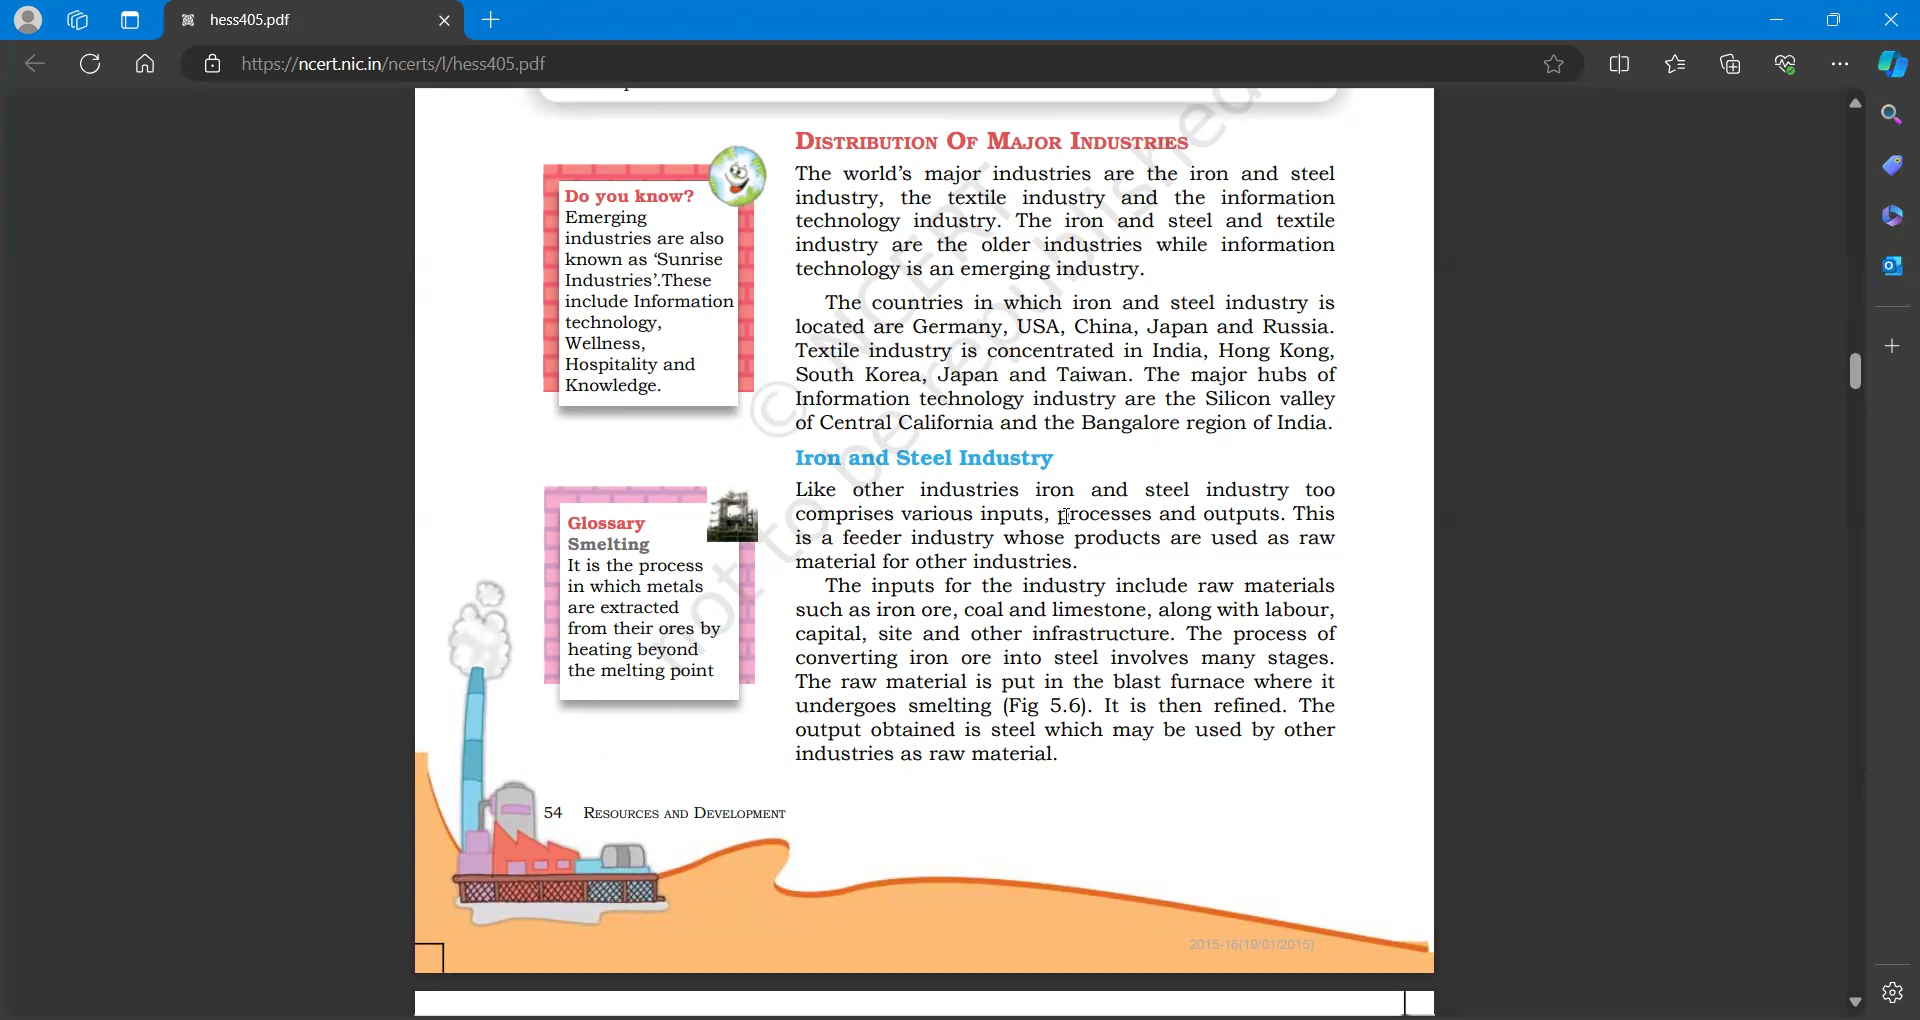 hess405.pdf
https://ncert.nic.in/ncerts/l/hess405.pdf
DISTRIBUTION OF MAJOR INDUSTRIES
The world's major industries are the iron and steel
industry, the textile industry and the information
technology industry. The iron and steel and textile
industry are the older industries while information
technology is an emerging industry.
The countries in which iron and steel industry is
located are Germany, USA, China, Japan and Russia.
Textile industry is concentrated in India, Hong Kong,
South Korea, Japan and Taiwan. The major hubs of
Information technology industry are the Silicon valley
of Central California and the Bangalore region of India.
Do you know?
Emerging
industries are also
known as ‘Sunrise
Industries’.These
include Information
technology,
Wellness,
Hospitality and
Knowledge.
Iron and Steel Industry
Like other industries iron and steel industry too
comprises various inputs, processes and outputs. This
is a feeder industry whose products are used as raw
material for other industries.
The inputs for the industry include raw materials
such as iron ore, coal and limestone, along with labour,
capital, site and other infrastructure. The process of
converting iron ore into steel involves many stages.
The raw material is put in the blast furnace where it
undergoes smelting (Fig 5.6). It is then refined. The
output obtained is steel which may be used by other
industries as raw material.
Glossary
Smelting
It is the process
in which metals
are extracted
from their ores by
heating beyond
the melting point
54 RESOURCES AND DEVELOPMENT
2015-16(19/01/2015)
© NCERT
not to be republished